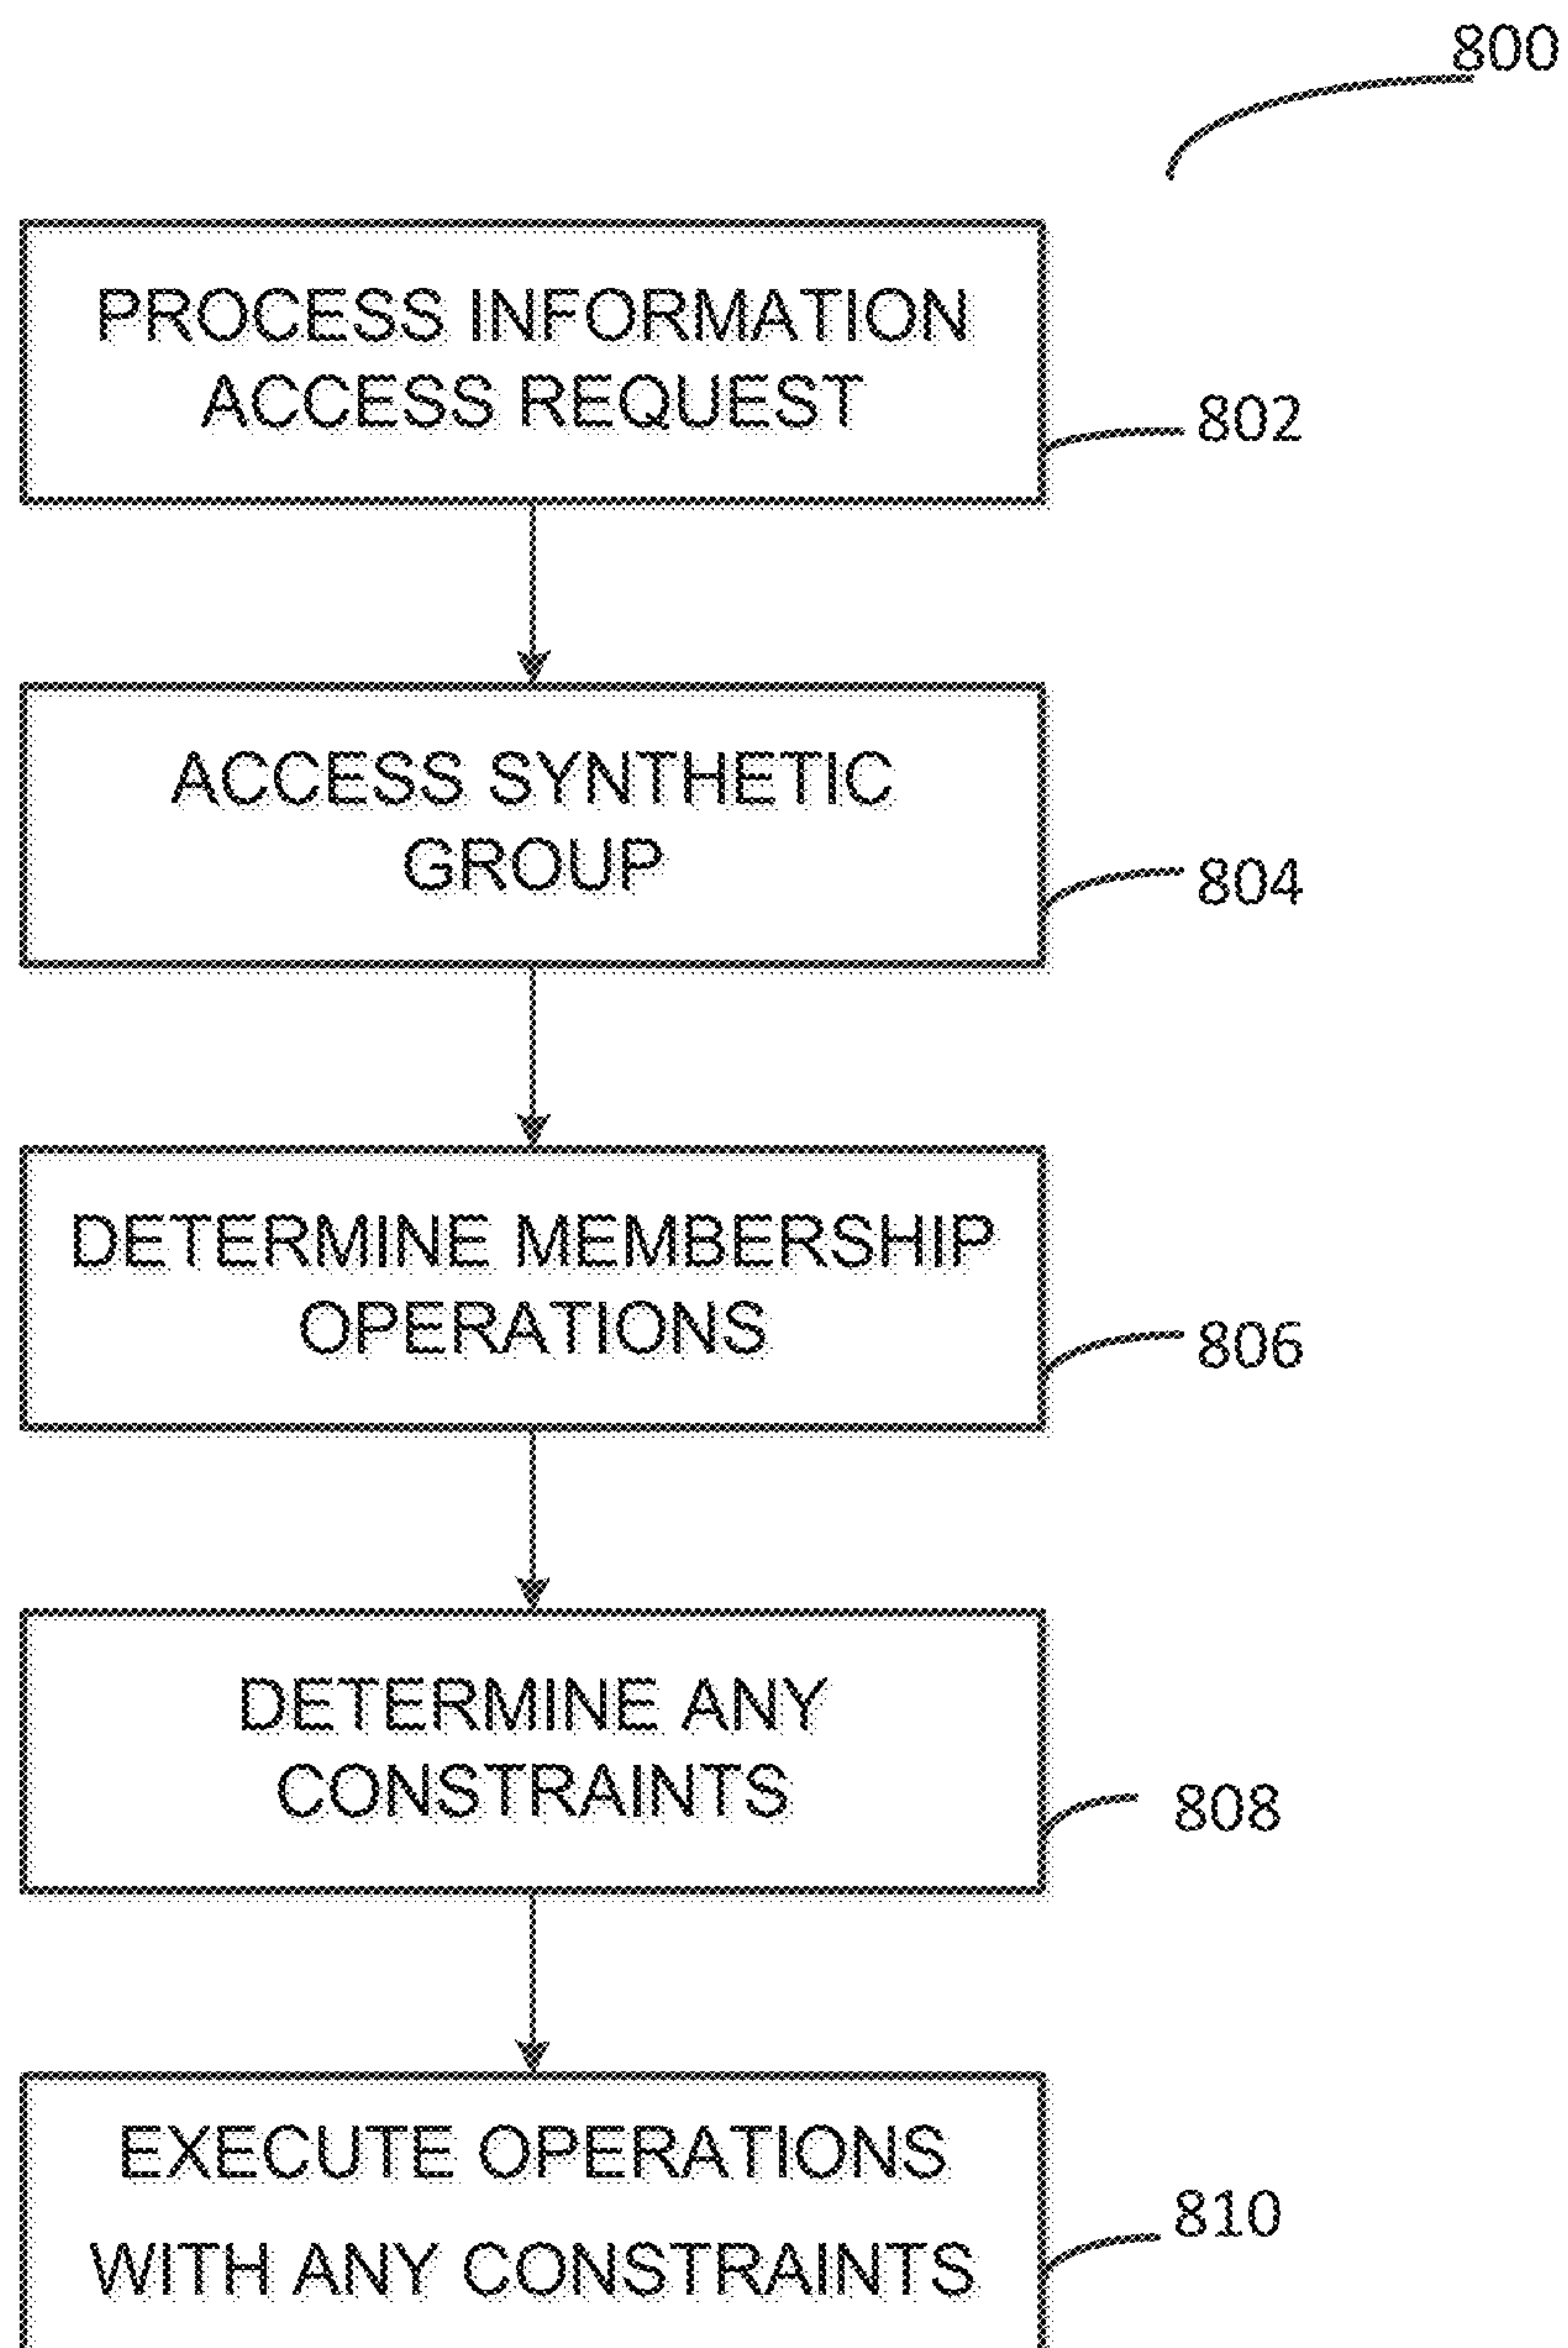 800
PROCESS INFORMATION
ACCESS REQUEST
802
ACCESS SYNTHETIC
GROUP
804
DETERMINE MEMBERSHIP
OPERATIONS
806
DETERMINE ANY
CONSTRAINTS
808
EXECUTE OPERATIONS
WITH ANY CONSTRAINTS
810